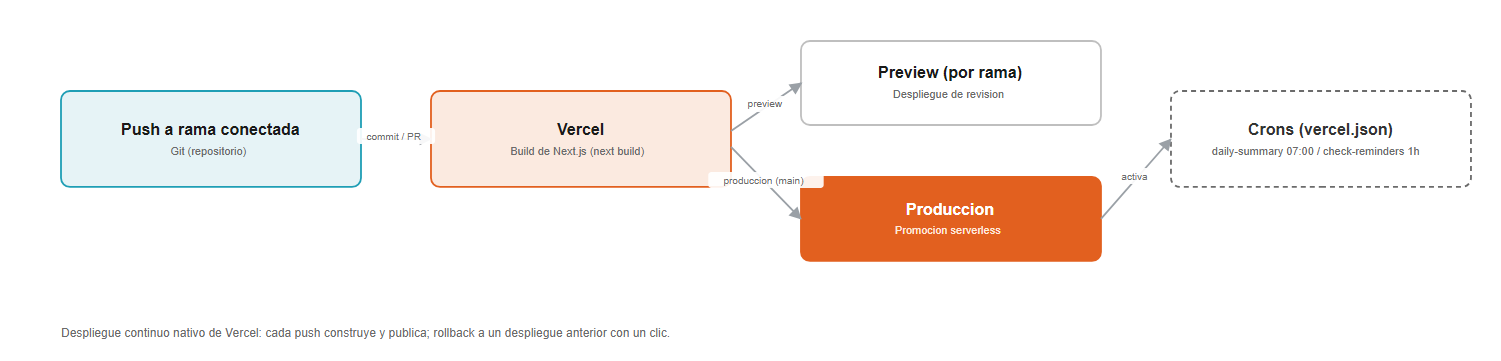 Push a rama conectada
Git (repositorio)
commit / PR
Vercel
Build de Next.js (next build)
preview
produccion (main)
Preview (por rama)
Despliegue de revision
Produccion
Promocion serverless
activa
Crons (vercel.json)
daily-summary 07:00 / check-reminders 1h
Despliegue continuo nativo de Vercel: cada push construye y publica; rollback a un despliegue anterior con un clic.